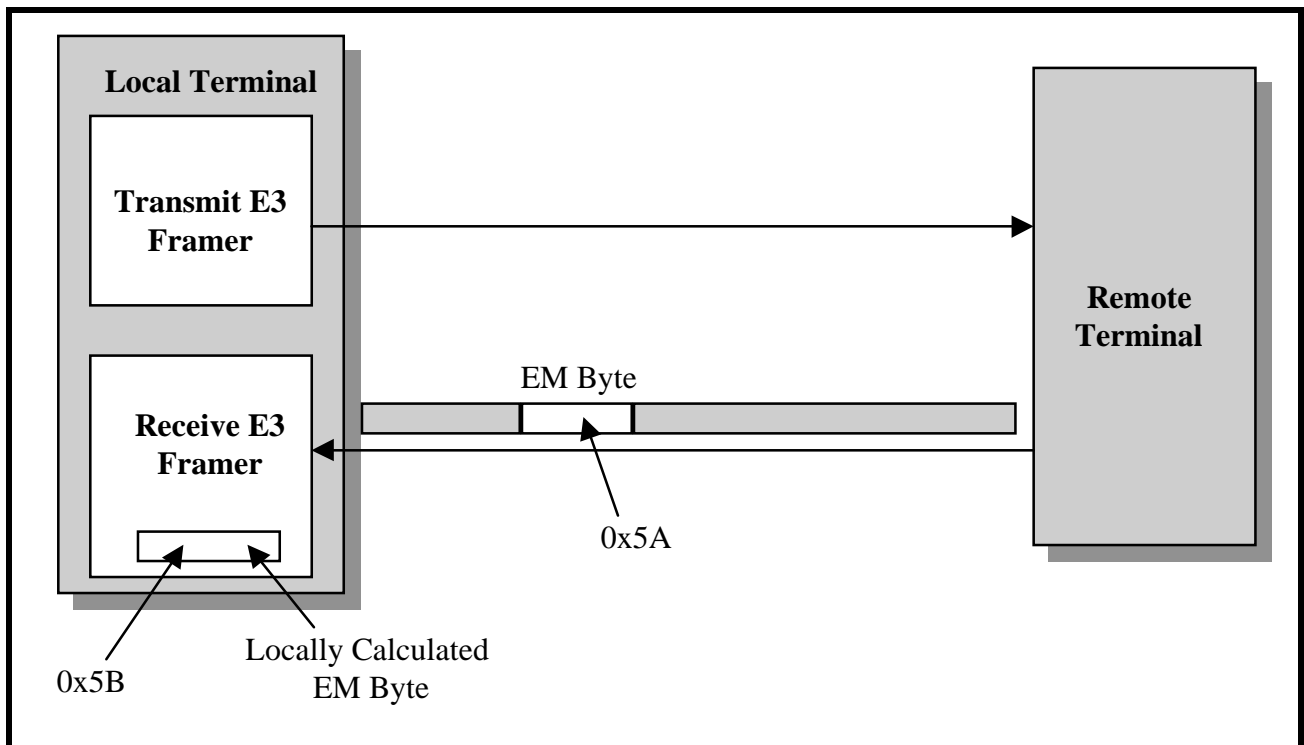 Local Terminal
Transmit E3
Framer
Remote
Terminal
EM Byte
Receive E3
Framer
0x5A
Locally Calculated
EM Byte
0x5B